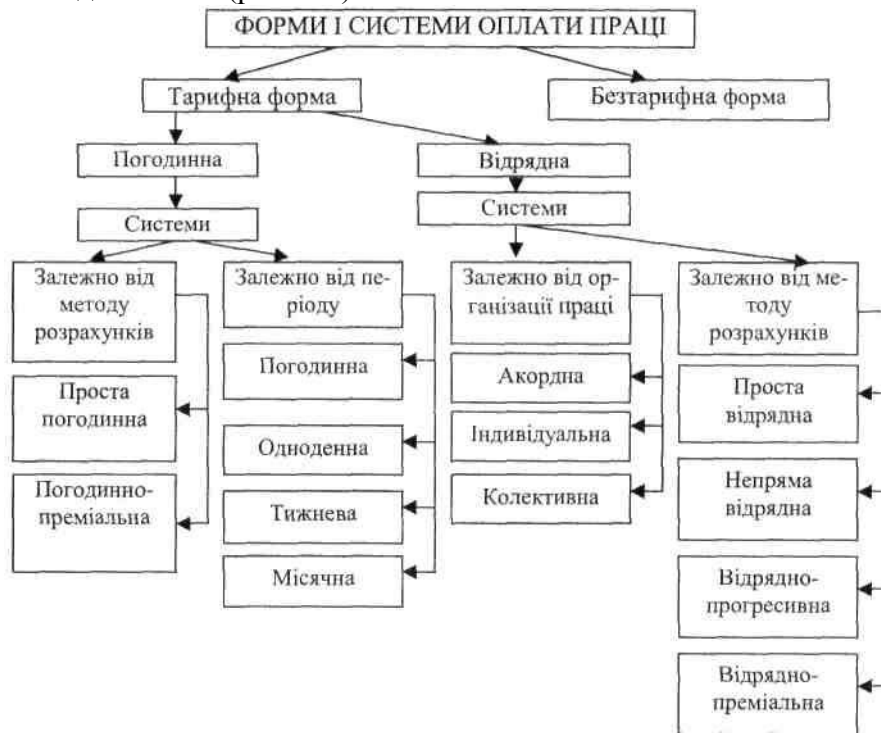 ФОРМИ І СИСТЕМИ ОПЛАТИ ПРАЦІ
Тарифна форма
Безтарифна форма
Погодинна
Відрядна
Системи
Системи
Залежно від
методу
розрахунків
Проста
погодинна
Погодинно-
преміальна
Залежно від пе-
ріоду
Погодинна
Одноденна
Тижнева
Місячна
Залежно від ор-
ганізації праці
Акордна
Індивідуальна
Колективна
Залежно від ме-
тоду
розрахунків
Проста
відрядна
Непряма
відрядна
Відрядно-
прогресивна
Відрядно-
преміальна